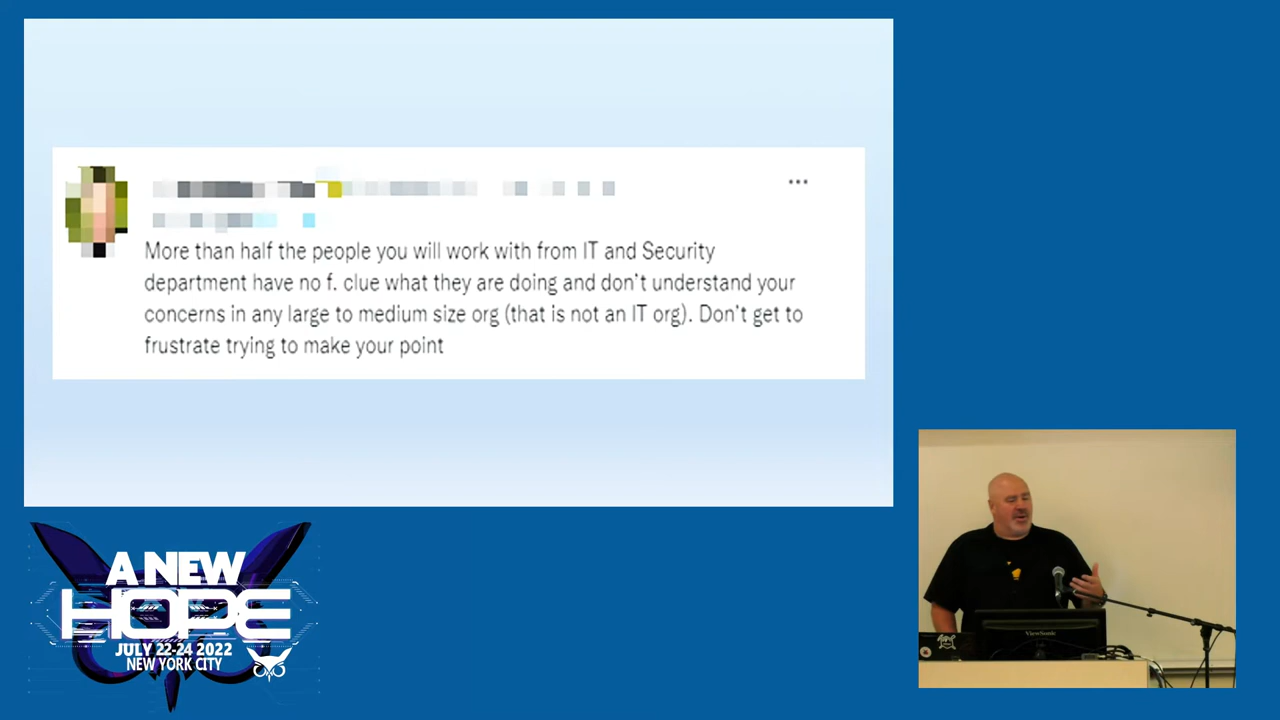 More than half the people you will work with from IT and Security
department have no f. clue what they are doing and don't understand your
concerns in any large to medium size org (that is not an IT org). Don't get to
frustrate trying to make your point
A NEW
HOPE
JULY 22-24 2022
NEW YORK CITY
ViewSonic